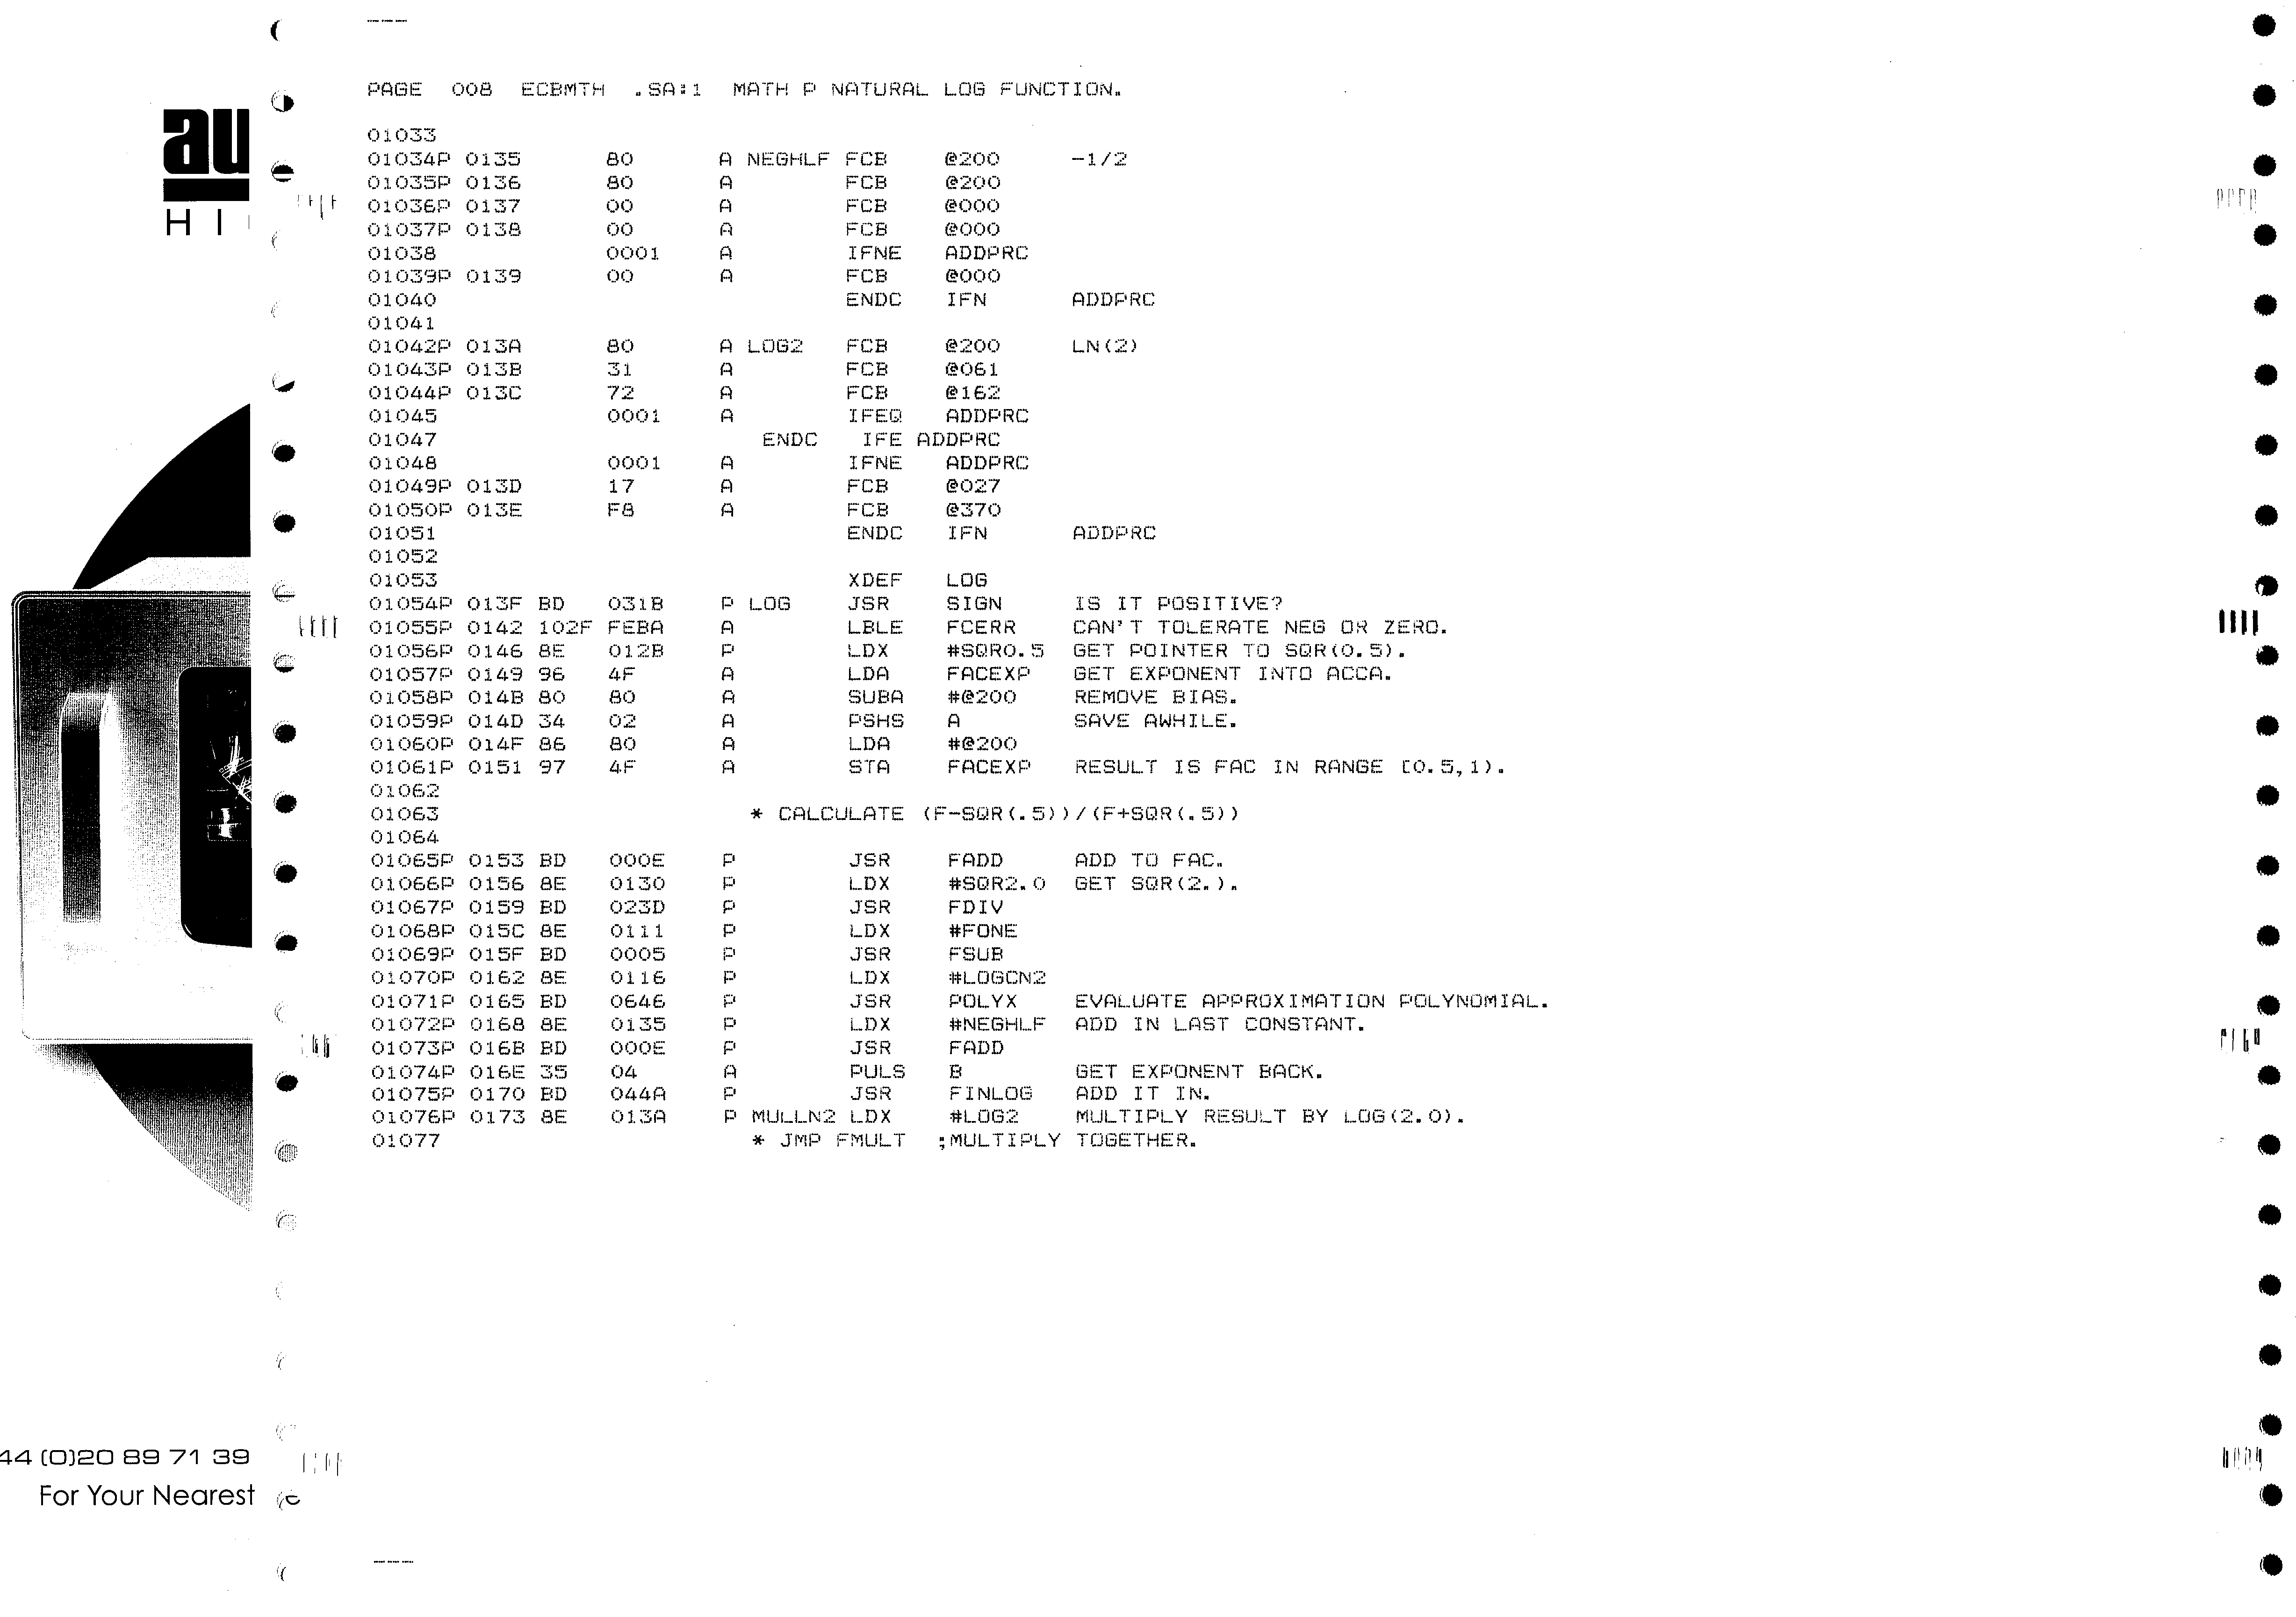 PAGE  008  ECBMTH  .SA:1  MATH P NATURAL LOG FUNCTION.
01033
01034P 0135      80      A NEGHLF FCB    @200     -1/2
01035P 0136      80      A        FCB    @200
01036P 0137      00      A        FCB    @000
01037P 0138      00      A        FCB    @000
01038            0001    A        IFNE   ADDPRC
01039P 0139      00      A        FCB    @000
01040                             ENDC   IFN      ADDPRC
01041
01042P 013A      80      A LOG2   FCB    @200     LN(2)
01043P 013B      31      A        FCB    @061
01044P 013C      72      A        FCB    @162
01045            0001    A        IFEQ   ADDPRC
01047                       ENDC   IFE ADDPRC
01048            0001    A        IFNE   ADDPRC
01049P 013D      17      A        FCB    @027
01050P 013E      F8      A        FCB    @370
01051                             ENDC   IFN      ADDPRC
01052
01053                             XDEF   LOG
01054P 013F BD   031B    P LOG    JSR    SIGN     IS IT POSITIVE?
01055P 0142 102F FEBA    A        LBLE   FCERR    CAN'T TOLERATE NEG OR ZERO.
01056P 0146 8E   012B    P        LDX    #SQR0.5  GET POINTER TO SQR(0.5).
01057P 0149 96   4F      A        LDA    FACEXP   GET EXPONENT INTO ACCA.
01058P 014B 80   80      A        SUBA   #@200    REMOVE BIAS.
01059P 014D 34   02      A        PSHS   A        SAVE AWHILE.
01060P 014F 86   80      A        LDA    #@200
01061P 0151 97   4F      A        STA    FACEXP   RESULT IS FAC IN RANGE [0.5,1).
01062
01063                      * CALCULATE (F-SQR(.5))/(F+SQR(.5))
01064
01065P 0153 BD   000E    P        JSR    FADD     ADD TO FAC.
01066P 0156 8E   0130    P        LDX    #SQR2.0  GET SQR(2.).
01067P 0159 BD   023D    P        JSR    FDIV
01068P 015C 8E   0111    P        LDX    #FONE
01069P 015F BD   0005    P        JSR    FSUB
01070P 0162 8E   0116    P        LDX    #LOGCN2
01071P 0165 BD   0646    P        JSR    POLYX    EVALUATE APPROXIMATION POLYNOMIAL.
01072P 0168 8E   0135    P        LDX    #NEGHLF  ADD IN LAST CONSTANT.
01073P 016B BD   000E    P        JSR    FADD
01074P 016E 35   04      A        PULS   B        GET EXPONENT BACK.
01075P 0170 BD   044A    P        JSR    FINLOG   ADD IT IN.
01076P 0173 8E   013A    P MULLN2 LDX    #LOG2    MULTIPLY RESULT BY LOG(2.0).
01077                      * JMP FMULT  ;MULTIPLY TOGETHER.
au
HI
44 (0)20 89 71 39
For Your Nearest